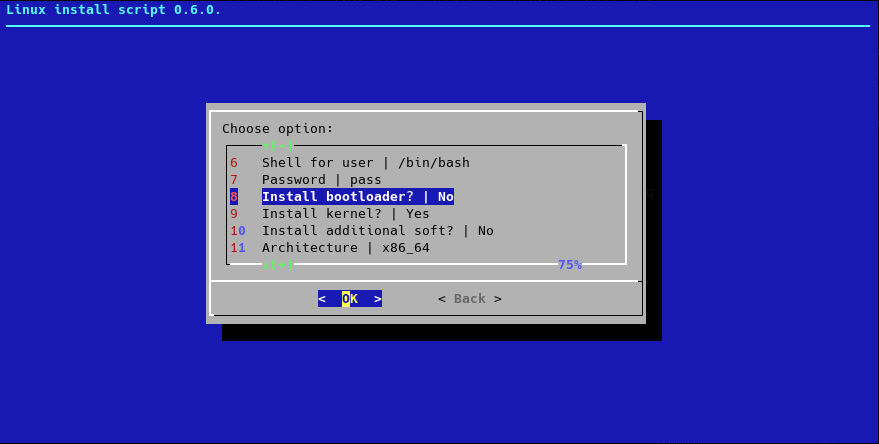 Linux install script 0.6.0.
Choose option:
↑(-)
6 Shell for user | /bin/bash
7 Password | pass
8 Install bootloader? | No
9 Install kernel? | Yes
10 Install additional soft? | No
11 Architecture | x86_64
↓(+) 75%
< OK > < Back >